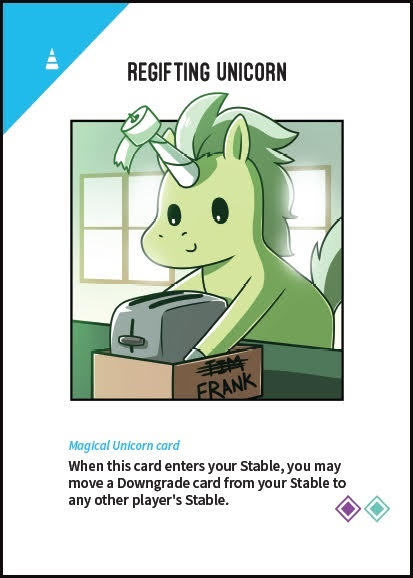 REGIFTING UNICORN
TIM
FRANK
Magical Unicorn card
When this card enters your Stable, you may
move a Downgrade card from your Stable to
any other player's Stable.